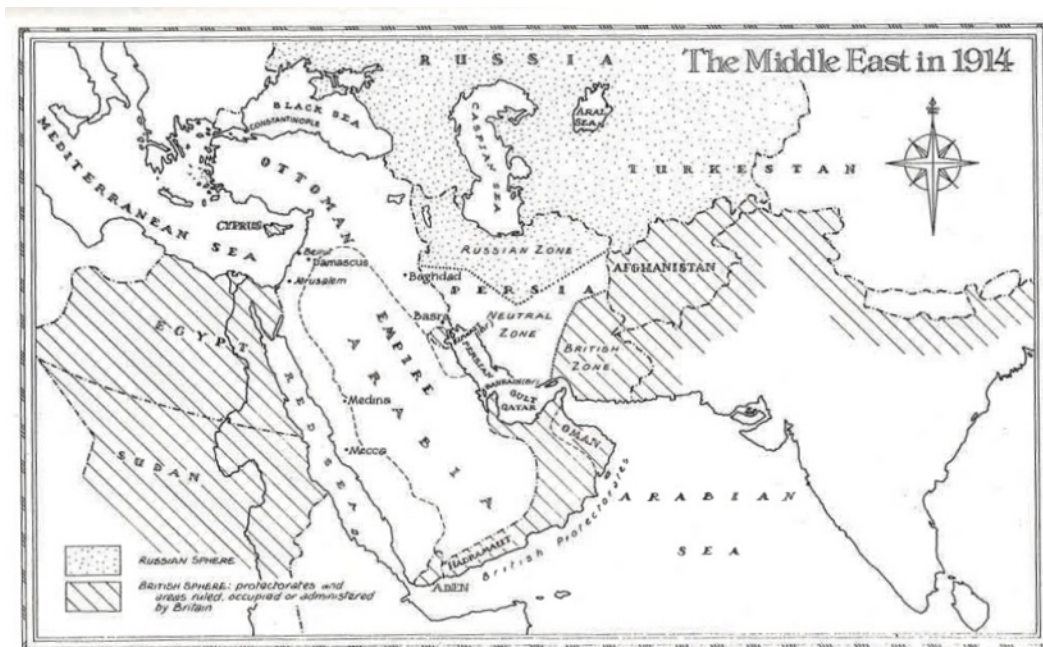 The Middle East in 1914
RUSSIA
BLACK SEA
CONSTANTINOPLE
CASPIAN SEA
ARAL SEA
TURKESTAN
MEDITERRANEAN SEA
OTTOMAN EMPIRE
CYPRUS
RUSSIAN ZONE
AFGHANISTAN
Beirut
Damascus
Jerusalem
Baghdad
PERSIA
Basra
NEUTRAL ZONE
BRITISH ZONE
EGYPT
PERSIAN
GULF
QATAR
ARABIA
Medina
Mecca
RED SEA
OMAN
SUDAN
ARABIAN SEA
HADRAMAUT
British Protectorates
ADEN
RUSSIAN SPHERE
BRITISH SPHERE: protectorates and
areas ruled, occupied or administered
by Britain